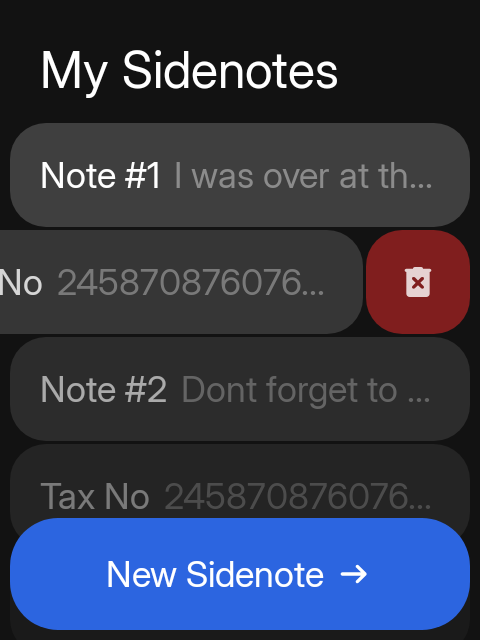 My Sidenotes
Note #1 I was over at th...
No 245870876076...
Note #2 Dont forget to ...
Tax No 245870876076...
New Sidenote →